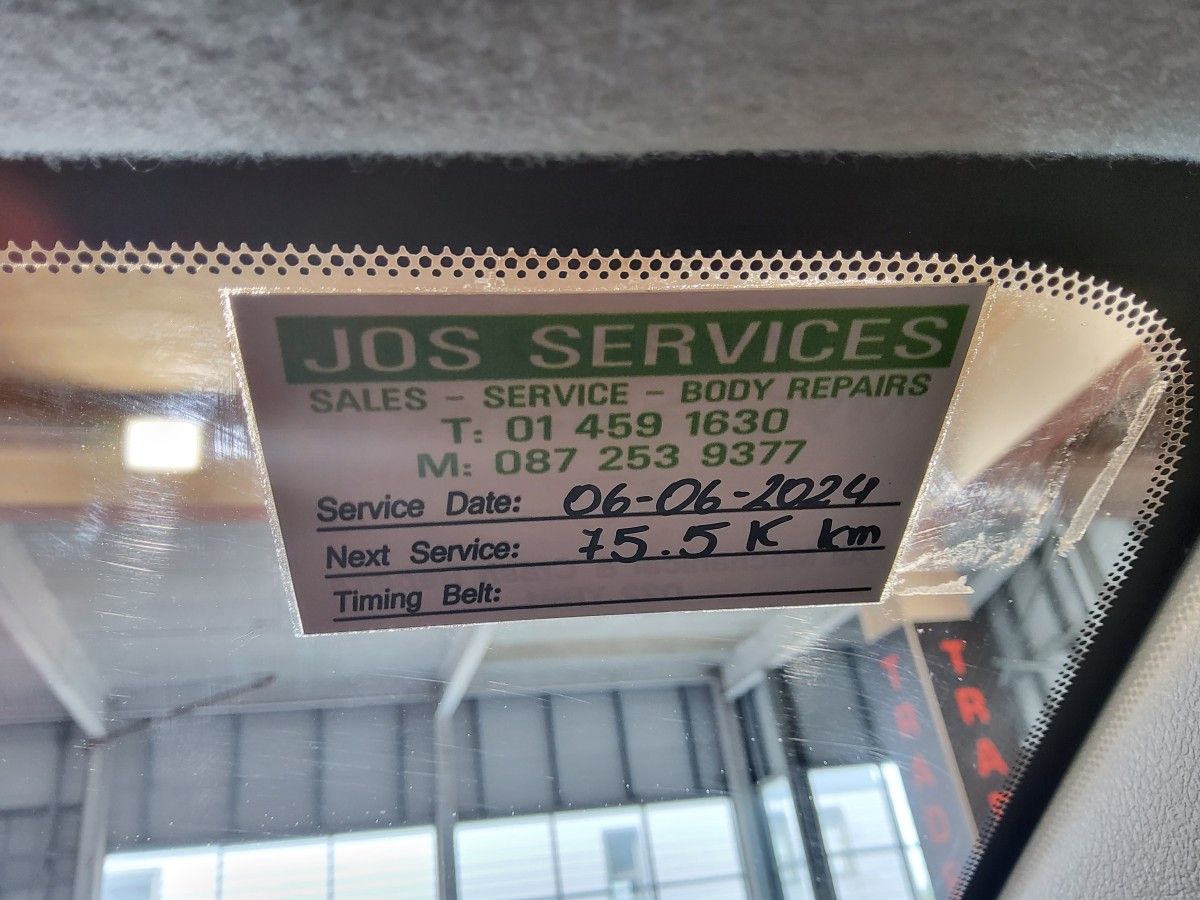 JOS SERVICES
SALES - SERVICE - BODY REPAIRS
T: 01 459 1630
M: 087 253 9377
Service Date: 06-06-2024
Next Service: 75.5 K km
Timing Belt: